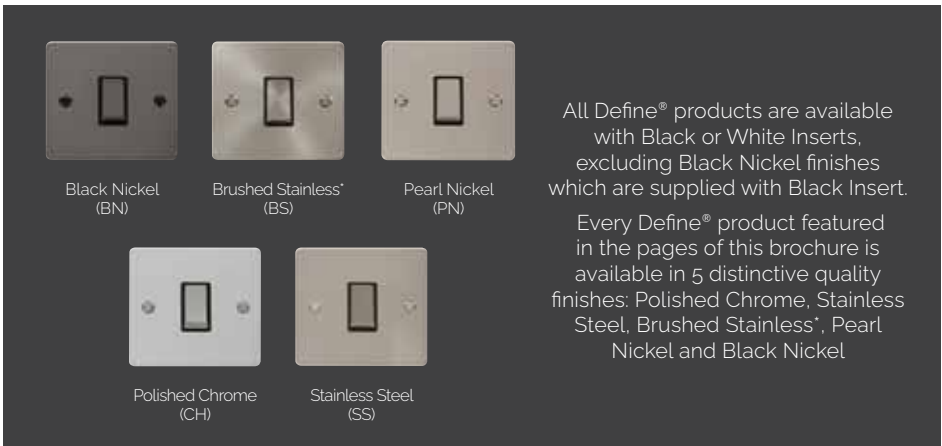 Black Nickel
(BN)
Brushed Stainless*
(BS)
Pearl Nickel
(PN)
Polished Chrome
(CH)
Stainless Steel
(SS)
All Define® products are available
with Black or White Inserts,
excluding Black Nickel finishes
which are supplied with Black Insert.
Every Define® product featured
in the pages of this brochure is
available in 5 distinctive quality
finishes: Polished Chrome, Stainless
Steel, Brushed Stainless*, Pearl
Nickel and Black Nickel